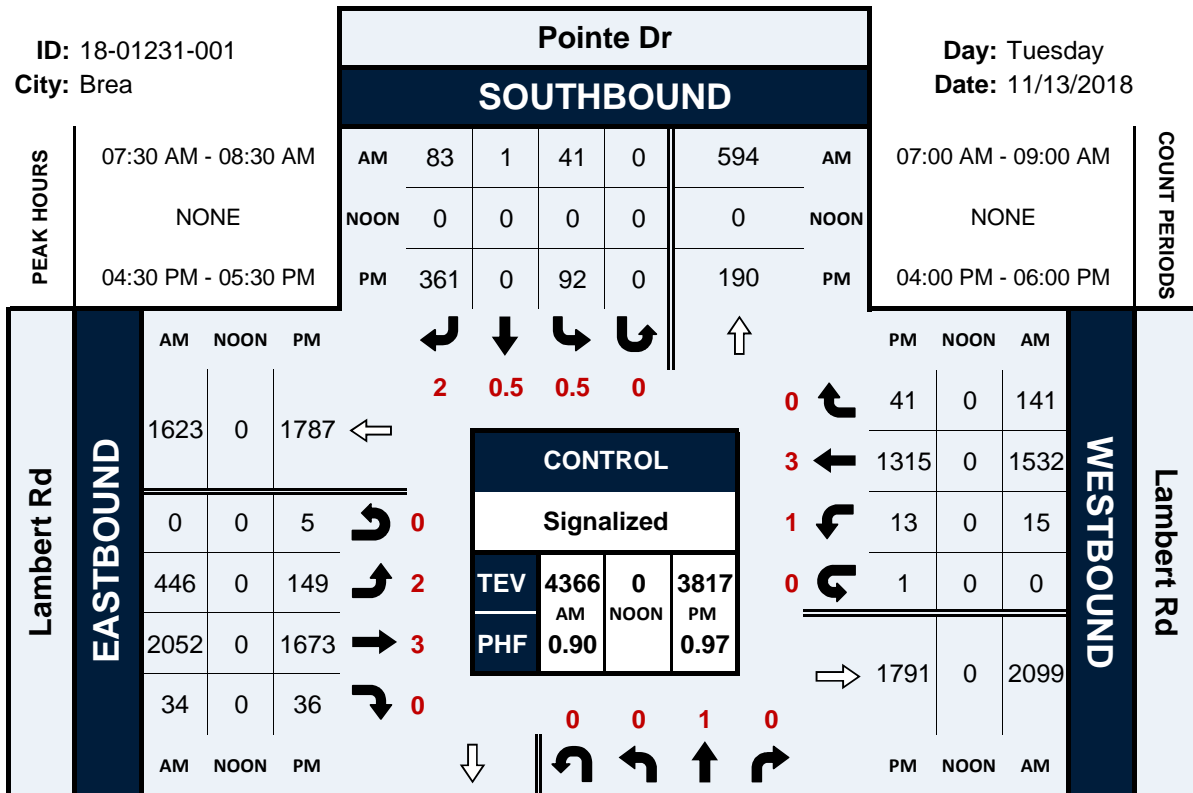 Pointe Dr
ID: 18-01231-001
Day: Tuesday
City: Brea
Date: 11/13/2018
SOUTHBOUND
PEAK HOURS
07:30 AM - 08:30 AM
AM 83 1 41 0 594 AM
07:00 AM - 09:00 AM
COUNT PERIODS
NONE
NOON 0 0 0 0 0 NOON
NONE
04:30 PM - 05:30 PM
PM 361 0 92 0 190 PM
04:00 PM - 06:00 PM
Lambert Rd
EASTBOUND
AM NOON PM
PM NOON AM
2 0.5 0.5 0
0 41 0 141
1623 0 1787
CONTROL
3 1315 0 1532
WESTBOUND
Lambert Rd
0 0 5 0
Signalized
1 13 0 15
446 0 149 2
TEV 4366 0 3817
0 1 0 0
AM NOON PM
2052 0 1673 3
PHF 0.90 0.97
1791 0 2099
34 0 36 0
0 0 1 0
AM NOON PM
PM NOON AM